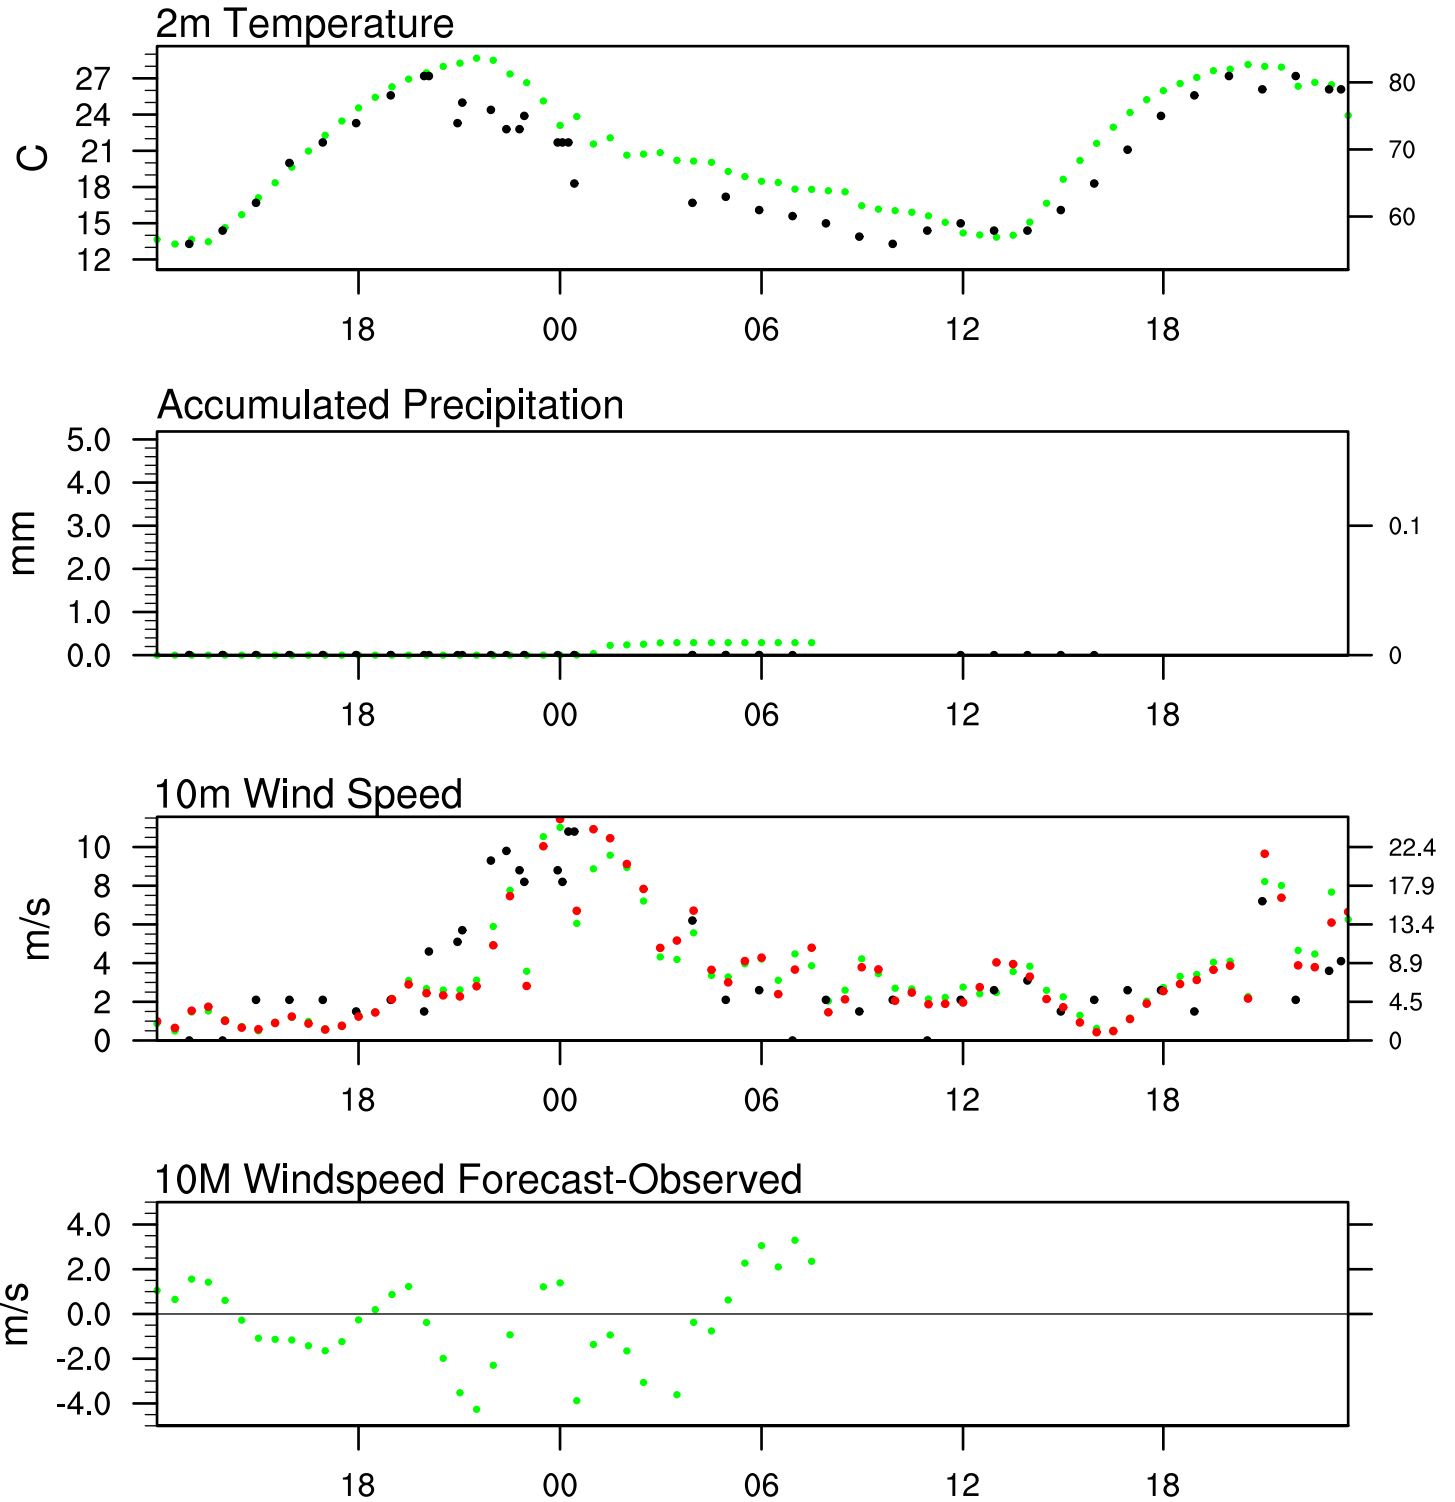 2m Temperature
27
24
21
18
15
12
C
80
70
60
18 00 06 12 18
Accumulated Precipitation
5.0
4.0
3.0
2.0
1.0
0.0
mm
0.1
0
18 00 06 12 18
10m Wind Speed
10
8
6
4
2
0
m/s
22.4
17.9
13.4
8.9
4.5
0
18 00 06 12 18
10M Windspeed Forecast-Observed
4.0
2.0
0.0
-2.0
-4.0
m/s
18 00 06 12 18